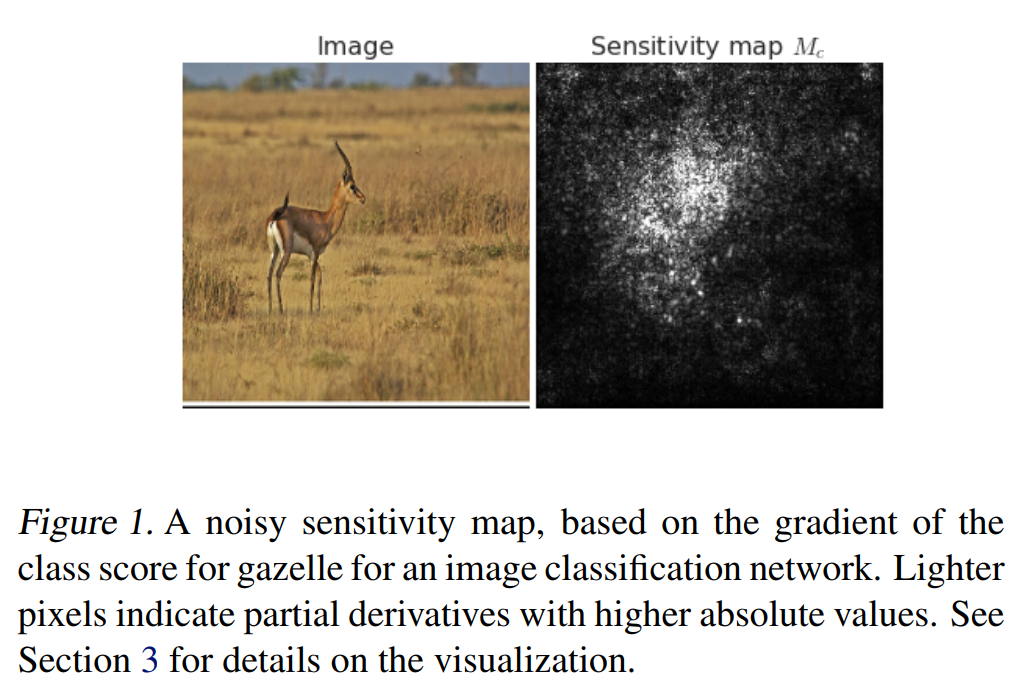 Image
Sensitivity map M_c
Figure 1. A noisy sensitivity map, based on the gradient of the
class score for gazelle for an image classification network. Lighter
pixels indicate partial derivatives with higher absolute values. See
Section 3 for details on the visualization.